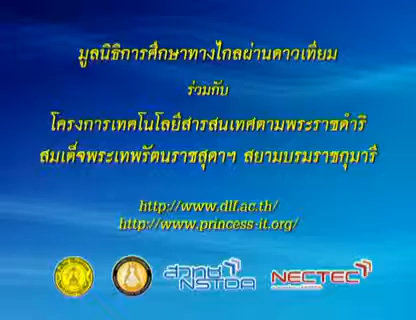 มูลนิธิการศึกษาทางไกลผ่านดาวเทียม
ร่วมกับ
โครงการเทคโนโลยีสารสนเทศตามพระราชดำริ
สมเด็จพระเทพรัตนราชสุดาฯ สยามบรมราชกุมารี
http://www.dlf.ac.th/
http://www.princess-it.org/
สวทช
NSTDA
NECTEC